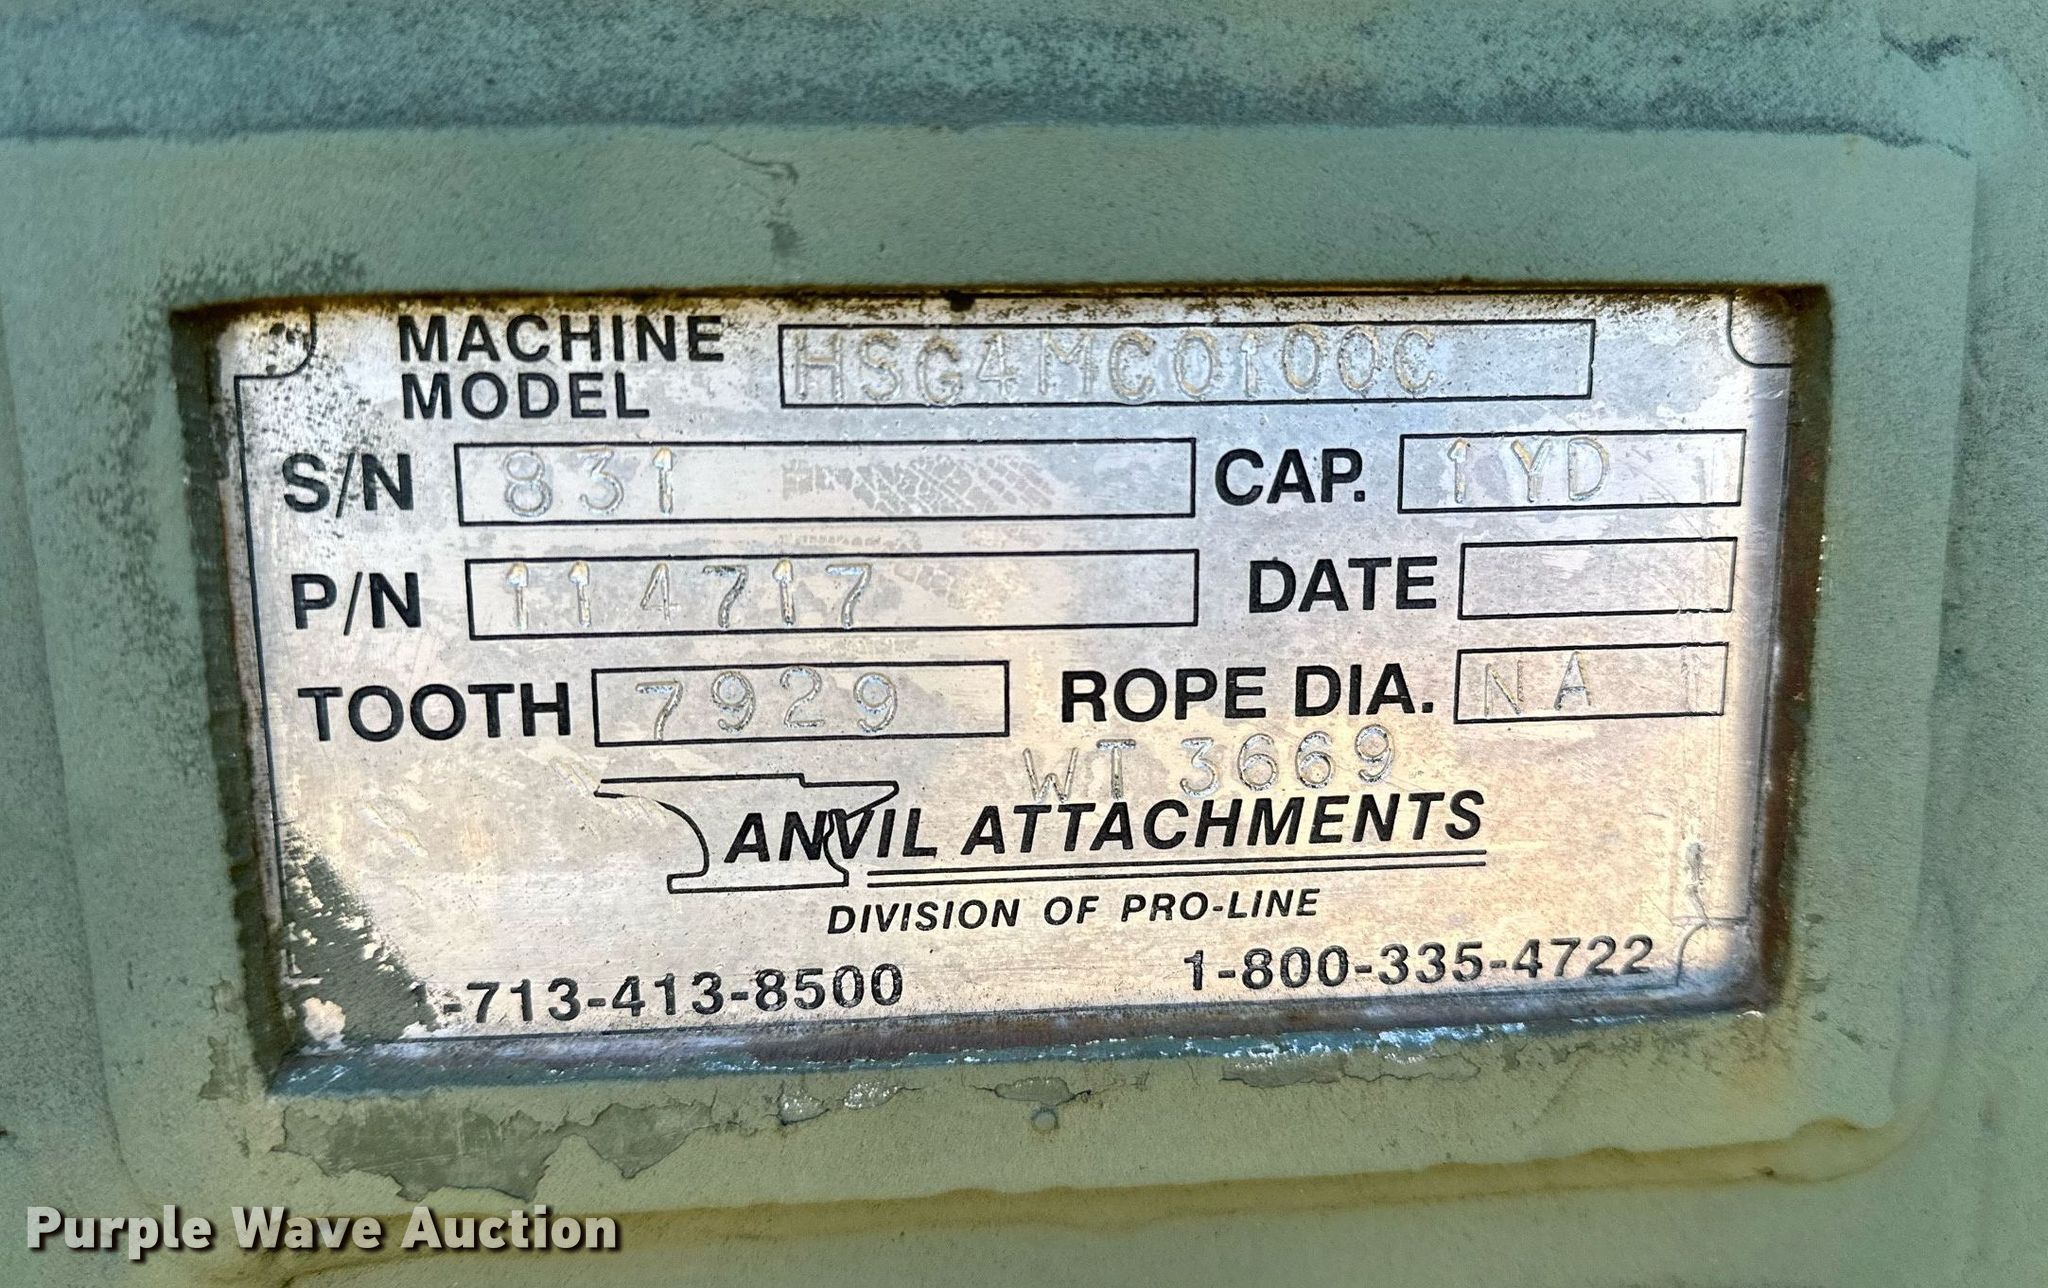 MACHINE MODEL HSG4MC0100C
S/N 831 CAP. 1YD
P/N 114717 DATE
TOOTH 7929 ROPE DIA. NA
WT 3669
ANVIL ATTACHMENTS
DIVISION OF PRO-LINE
1-713-413-8500 1-800-335-4722
Purple Wave Auction